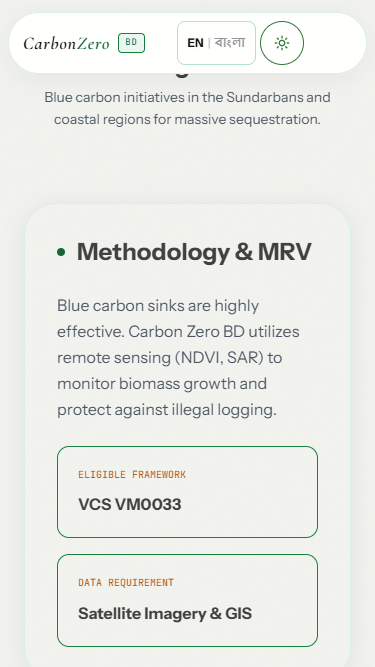 CarbonZero BD EN | বাংলা
Blue carbon initiatives in the Sundarbans and
coastal regions for massive sequestration.
Methodology & MRV
Blue carbon sinks are highly
effective. Carbon Zero BD utilizes
remote sensing (NDVI, SAR) to
monitor biomass growth and
protect against illegal logging.
ELIGIBLE FRAMEWORK
VCS VM0033
DATA REQUIREMENT
Satellite Imagery & GIS